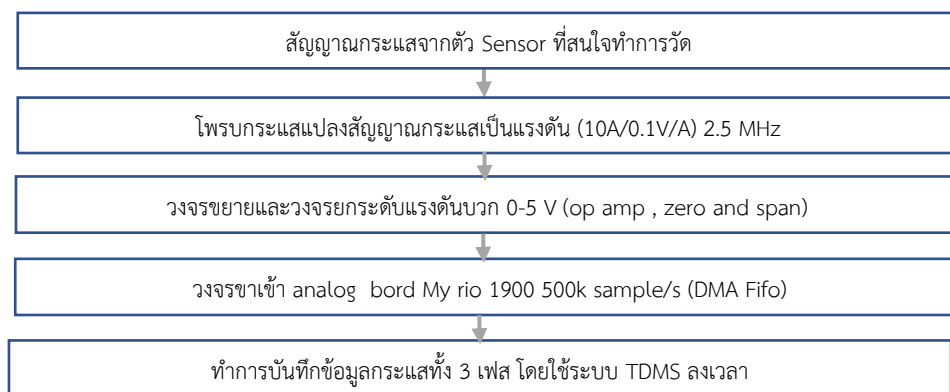 สัญญาณกระแสจากตัว Sensor ที่สนใจทำการวัด
โพรบกระแสแปลงสัญญาณกระแสเป็นแรงดัน (10A/0.1V/A) 2.5 MHz
วงจรขยายและวงจรยกระดับแรงดันบวก 0-5 V (op amp , zero and span)
วงจรขาเข้า analog bord My rio 1900 500k sample/s (DMA Fifo)
ทำการบันทึกข้อมูลกระแสทั้ง 3 เฟส โดยใช้ระบบ TDMS ลงเวลา